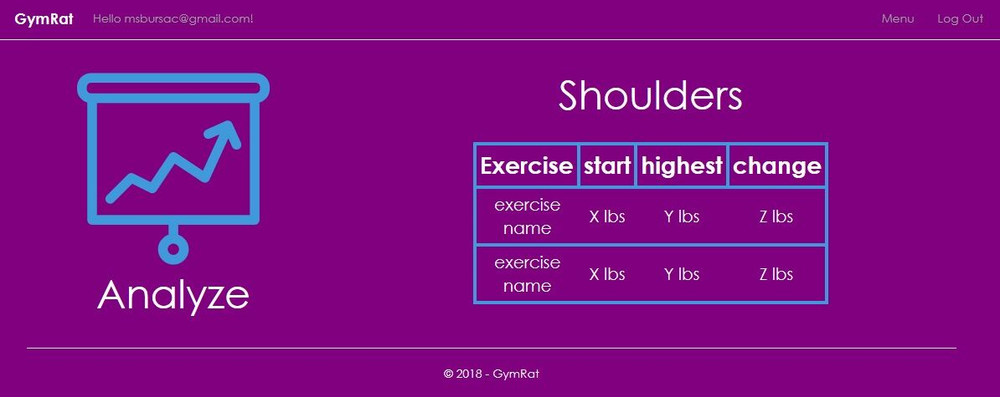 GymRat Hello msbursac@gmail.com! Menu Log Out
Analyze
Shoulders
Exercise start highest change
exercise name X lbs Y lbs Z lbs
exercise name X lbs Y lbs Z lbs
© 2018 - GymRat